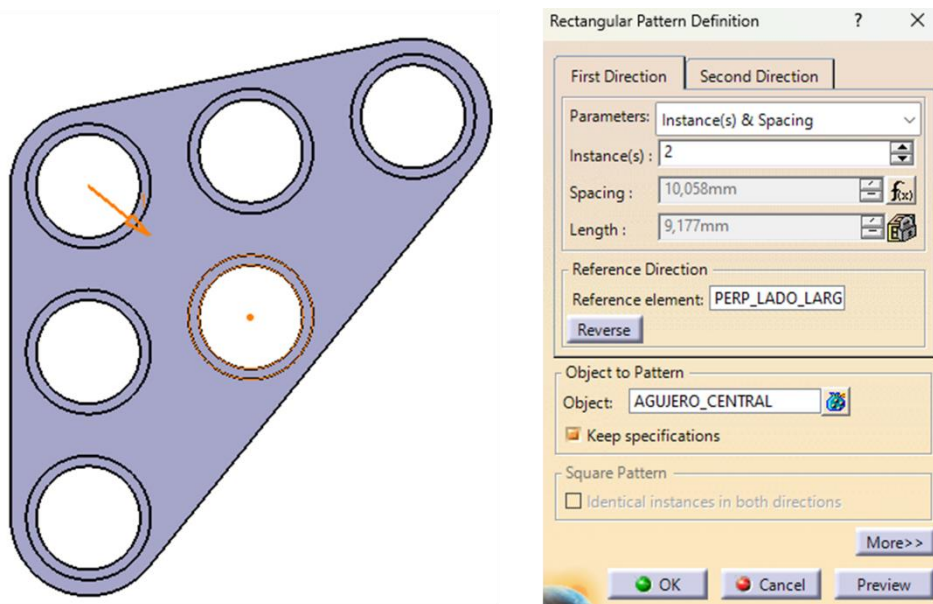 Rectangular Pattern Definition ? ×
First Direction Second Direction
Parameters: Instance(s) & Spacing
Instance(s) : 2
Spacing : 10,058mm f(x)
Length : 9,177mm
Reference Direction
Reference element: PERP_LADO_LARG
Reverse
Object to Pattern
Object: AGUJERO_CENTRAL
Keep specifications
Square Pattern
Identical instances in both directions
More>>
OK Cancel Preview